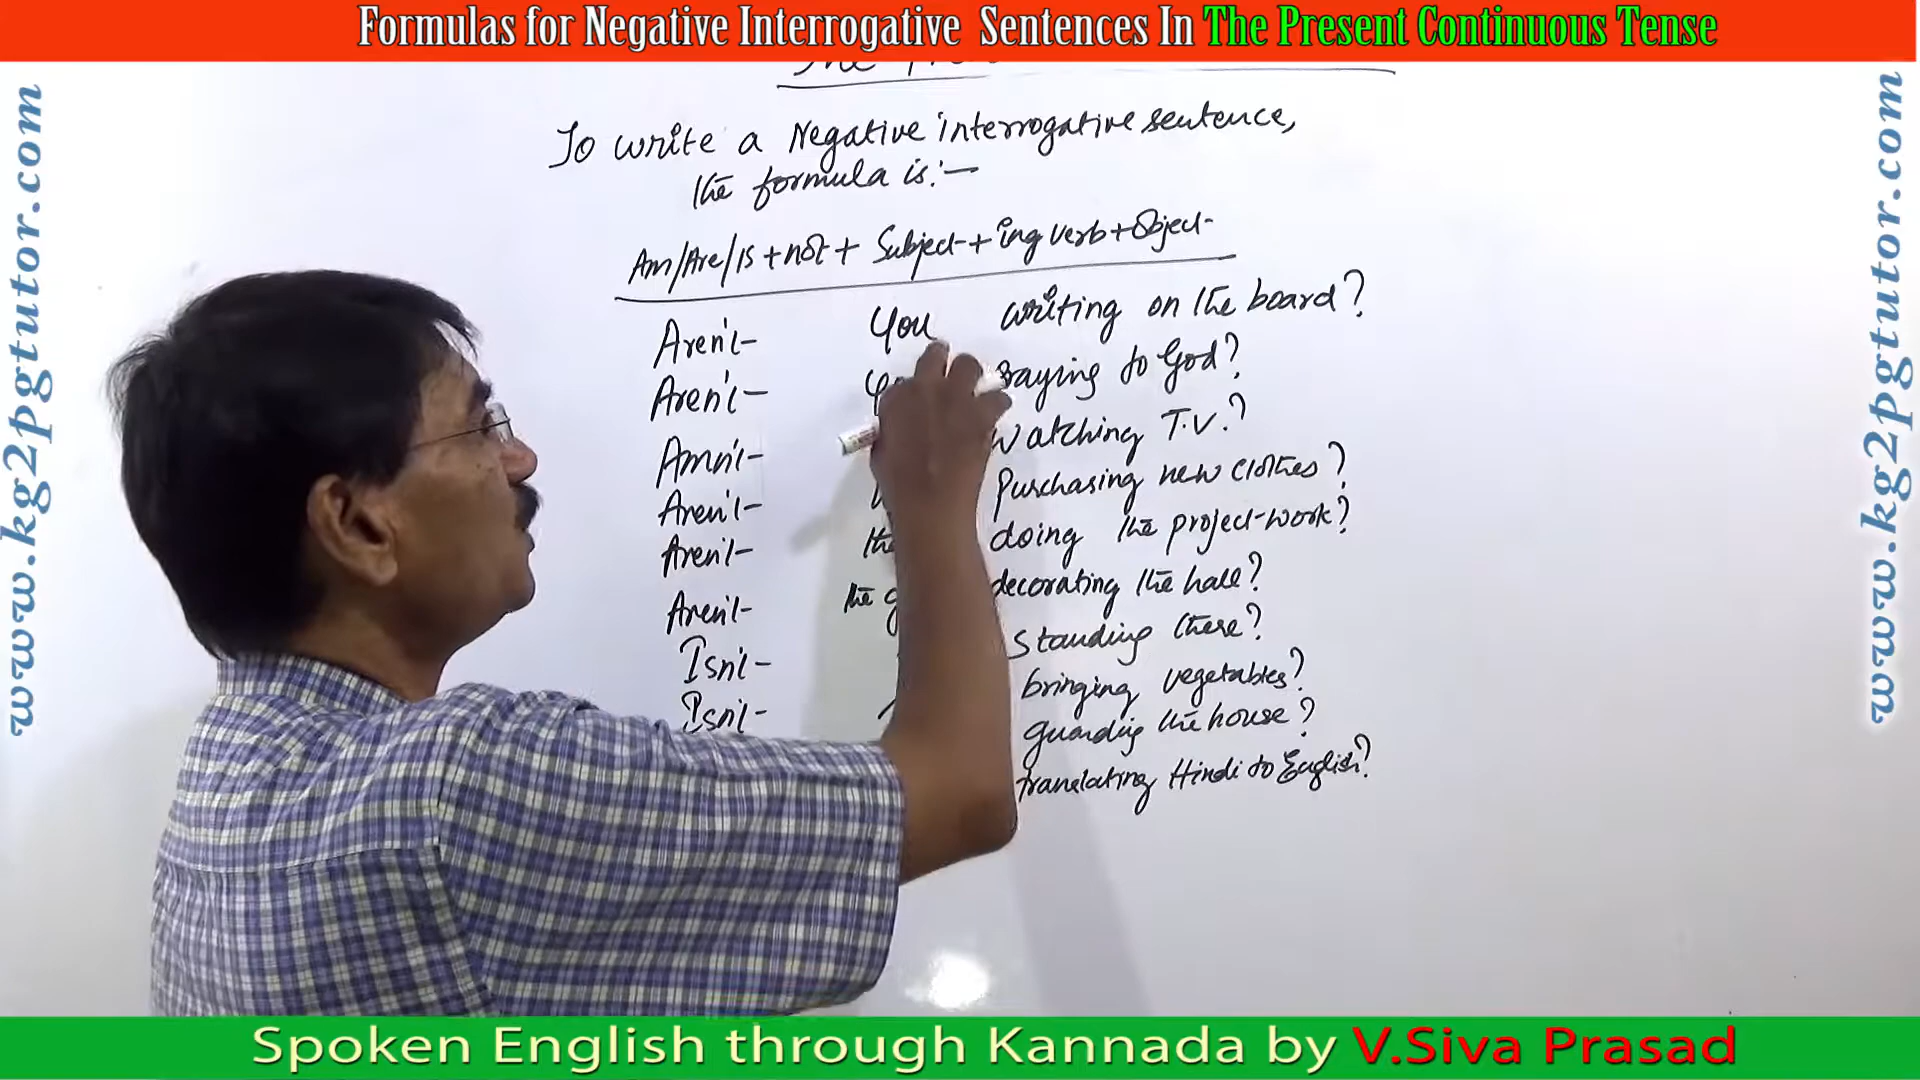 Formulas for Negative Interrogative Sentences In The Present Continuous Tense
www.kg2pgtutor.com
www.kg2pgtutor.com
To write a Negative interrogative sentence,
the formula is:-
Am/Are/Is + not + Subject + ing verb + Object
Aren't You writing on the board?
Aren't to God?
Amn't Watching T.V.?
Aren't Purchasing new clothes?
Aren't doing the project-work?
Aren't the decorating the hall?
Isn't standing there?
Isn't bringing vegetables?
guarding the house?
translating Hindi to English?
Spoken English through Kannada by V.Siva Prasad